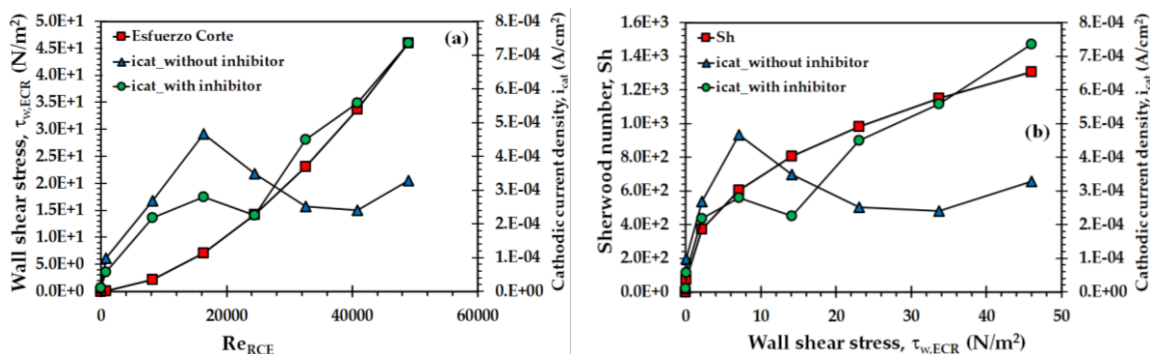 (a)
Wall shear stress, τw,ECR (N/m²)
5.0E+1
4.5E+1
4.0E+1
3.5E+1
3.0E+1
2.5E+1
2.0E+1
1.5E+1
1.0E+1
5.0E+0
0.0E+0
Esfuerzo Corte
icat_without inhibitor
icat_with inhibitor
8.E-04
7.E-04
6.E-04
5.E-04
4.E-04
3.E-04
2.E-04
1.E-04
0.E+00
Cathodic current density, icat (A/cm²)
0 20000 40000 60000
ReRCE
(b)
Sherwood number, Sh
1.6E+3
1.4E+3
1.2E+3
1.0E+3
8.0E+2
6.0E+2
4.0E+2
2.0E+2
0.0E+0
Sh
icat_without inhibitor
icat_with inhibitor
8.E-04
7.E-04
6.E-04
5.E-04
4.E-04
3.E-04
2.E-04
1.E-04
0.E+00
Cathodic current density, icat (A/cm²)
0 10 20 30 40 50
Wall shear stress, τw,ECR (N/m²)